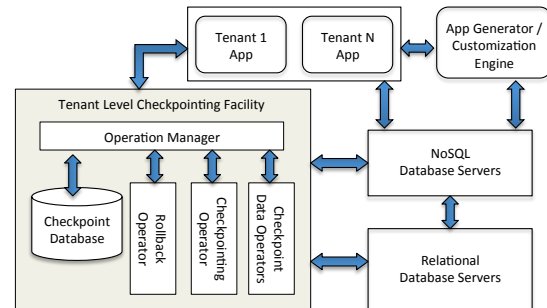 Tenant 1
App
Tenant N
App
App Generator /
Customization
Engine
Tenant Level Checkpointing Facility
Operation Manager
Checkpoint
Database
Rollback
Operator
Checkpointing
Operator
Checkpoint
Data Operators
NoSQL
Database Servers
Relational
Database Servers